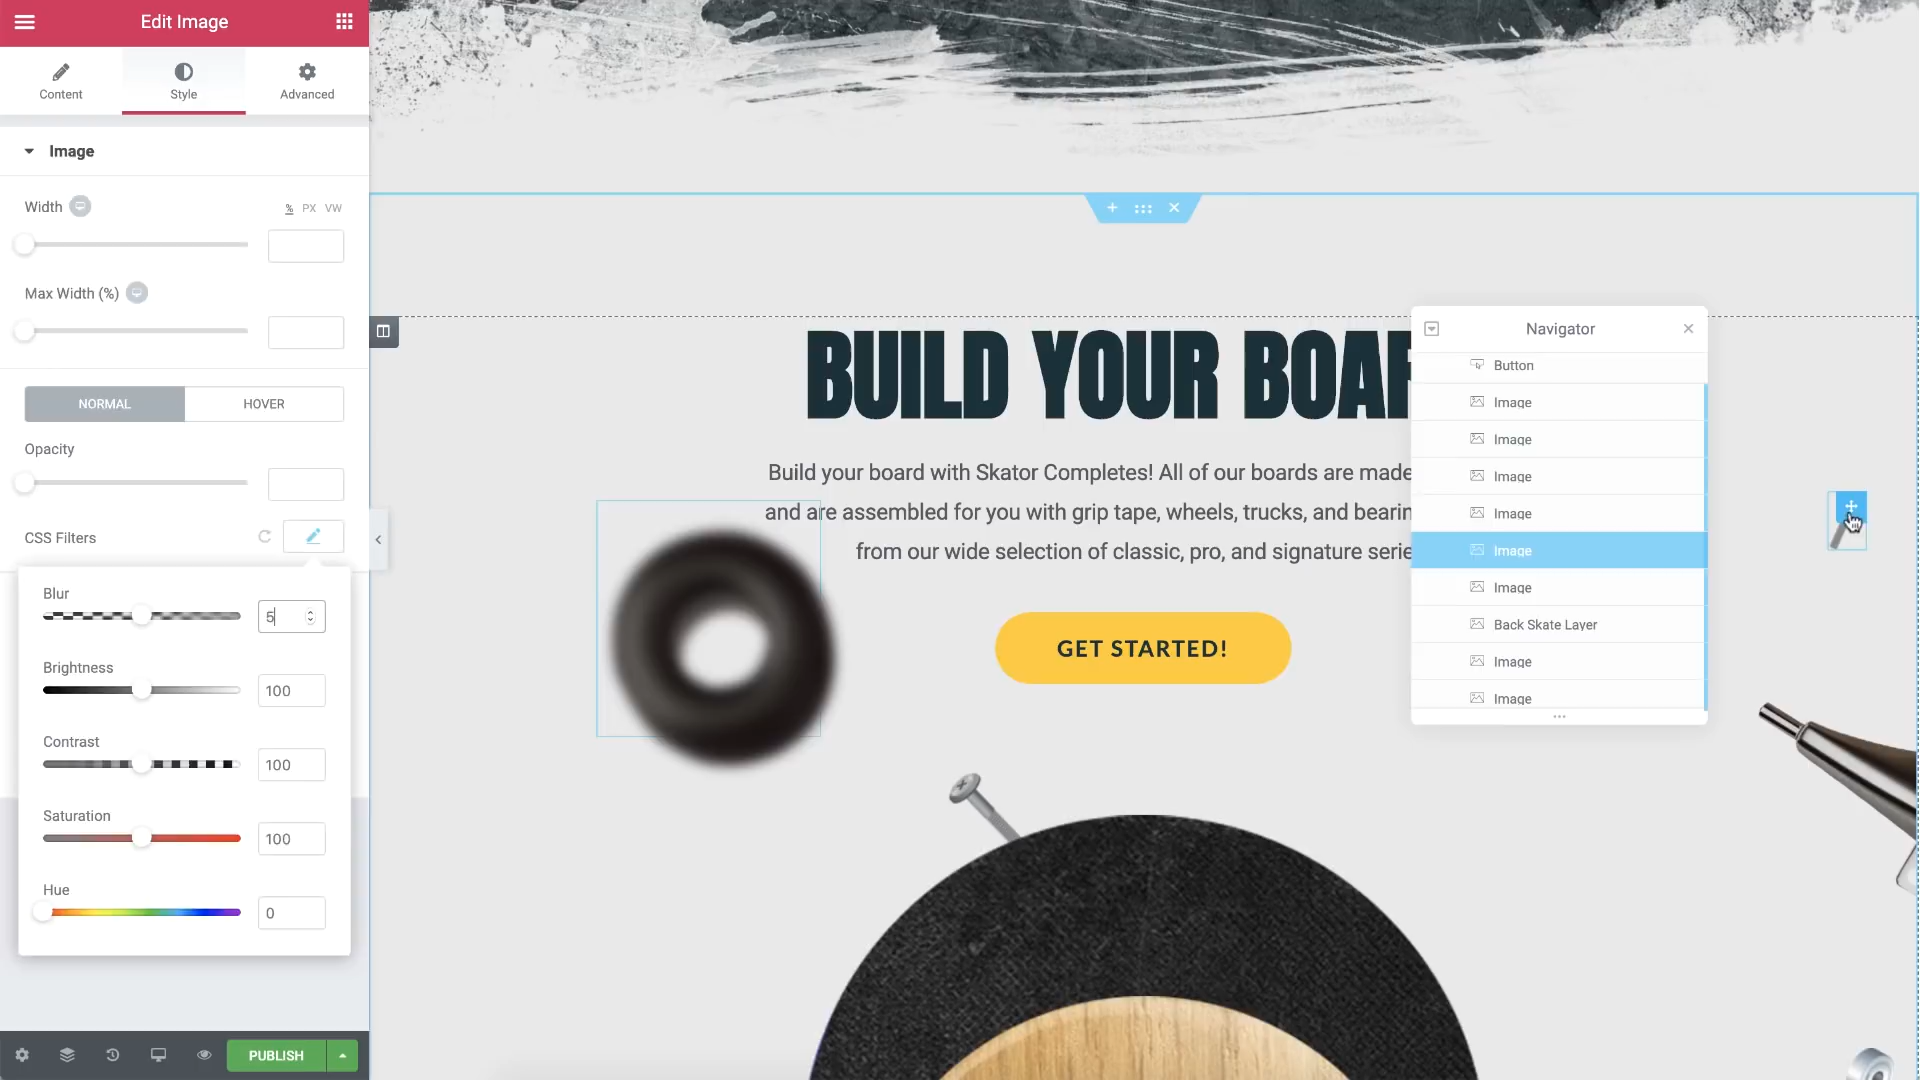 Edit Image
Content
Style
Advanced
Image
Width
% PX VW
Max Width (%)
NORMAL
HOVER
Opacity
CSS Filters
Blur
5
Brightness
100
Contrast
100
Saturation
100
Hue
0
PUBLISH
BUILD YOUR BOAR
Build your board with Skator Completes! All of our boards are made
and are assembled for you with grip tape, wheels, trucks, and bearin
from our wide selection of classic, pro, and signature serie
GET STARTED!
Navigator
Button
Image
Image
Image
Image
Image
Image
Back Skate Layer
Image
Image